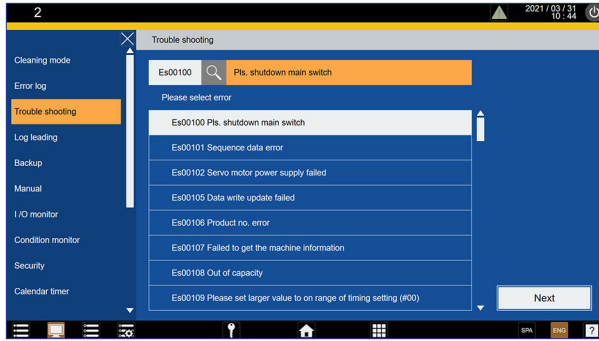 2
2021 / 03 / 31
10 : 44
Trouble shooting
Cleaning mode
Error log
Trouble shooting
Log leading
Backup
Manual
I /O monitor
Condition monitor
Security
Calendar timer
Es00100
Pls. shutdown main switch
Please select error
Es00100 Pls. shutdown main switch
Es00101 Sequence data error
Es00102 Servo motor power supply failed
Es00105 Data write update failed
Es00106 Product no. error
Es00107 Failed to get the machine information
Es00108 Out of capacity
Es00109 Please set larger value to on range of timing setting (#00)
Next
SPA
ENG
?